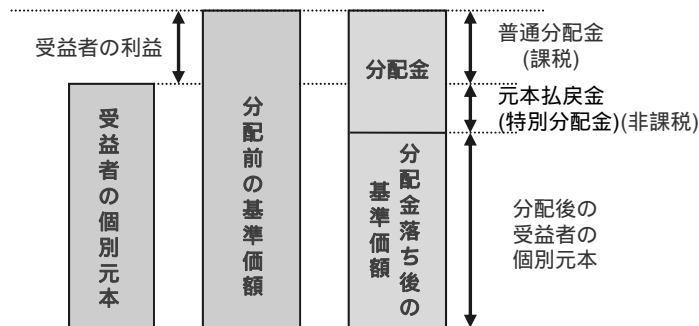 受益者の利益
受益者の個別元本
分配前の基準価額
分配金
分配金落ち後の
基準価額
普通分配金
(課税)
元本払戻金
(特別分配金)(非課税)
分配後の
受益者の
個別元本